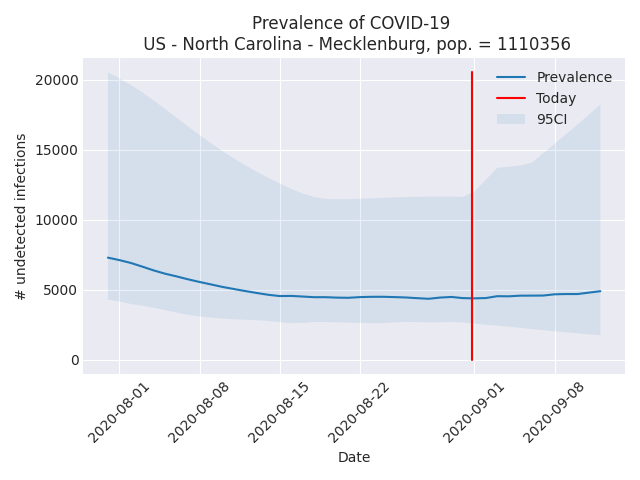 Prevalence of COVID-19
US - North Carolina - Mecklenburg, pop. = 1110356
Prevalence
Today
95CI
# undetected infections
20000
15000
10000
5000
0
2020-08-01
2020-08-08
2020-08-15
2020-08-22
2020-09-01
2020-09-08
Date